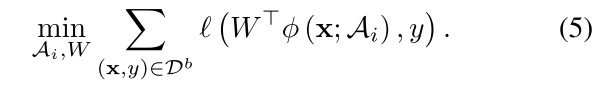 min_{𝒜_i,W} ∑_{(𝐱,y)∈𝒟^b} ℓ (W^⊤ϕ (𝐱; 𝒜_i) , y) . (5)